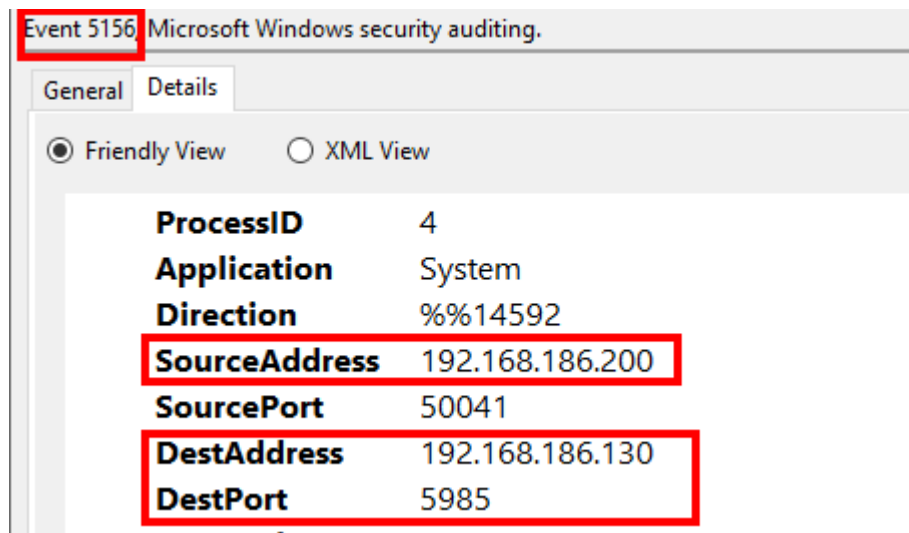 Event 5156, Microsoft Windows security auditing.
General Details
Friendly View XML View
ProcessID 4
Application System
Direction %%14592
SourceAddress 192.168.186.200
SourcePort 50041
DestAddress 192.168.186.130
DestPort 5985